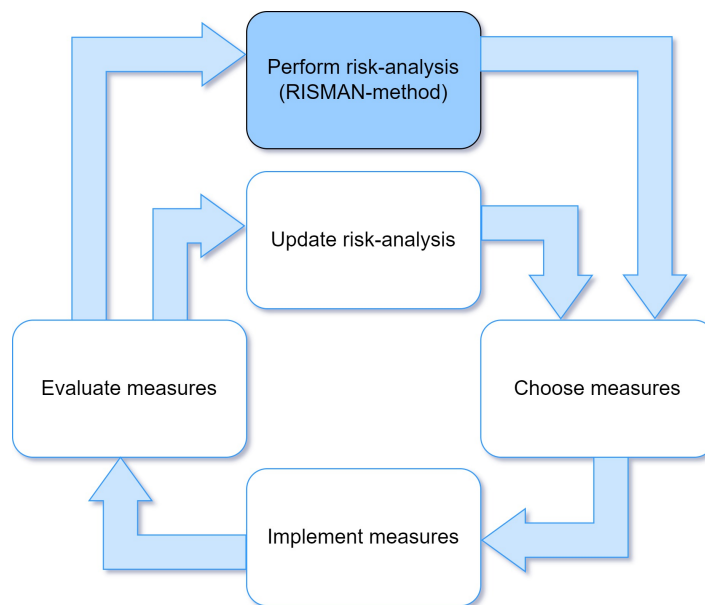 Perform risk-analysis
(RISMAN-method)
Update risk-analysis
Evaluate measures
Choose measures
Implement measures